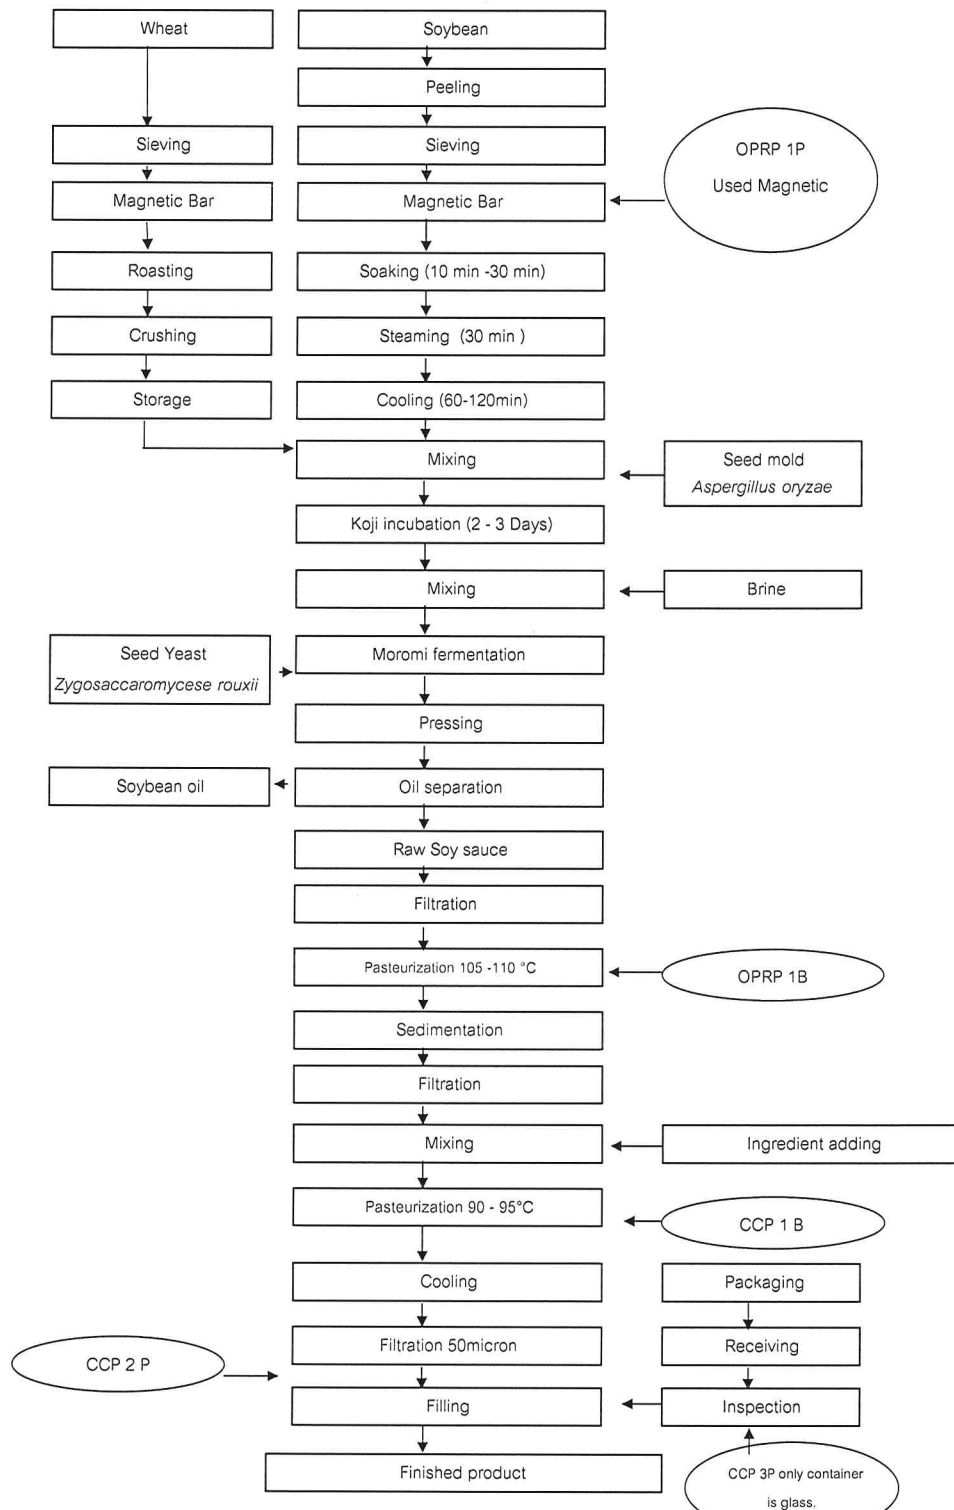 Wheat
Soybean
Peeling
Sieving
Sieving
OPRP 1P
Used Magnetic
Magnetic Bar
Magnetic Bar
Roasting
Soaking (10 min -30 min)
Crushing
Steaming (30 min )
Storage
Cooling (60-120min)
Mixing
Seed mold
Aspergillus oryzae
Koji incubation (2 - 3 Days)
Mixing
Brine
Seed Yeast
Zygosaccaromycese rouxii
Moromi fermentation
Pressing
Soybean oil
Oil separation
Raw Soy sauce
Filtration
Pasteurization 105 -110 °C
OPRP 1B
Sedimentation
Filtration
Mixing
Ingredient adding
Pasteurization 90 - 95°C
CCP 1 B
Cooling
Packaging
Filtration 50micron
Receiving
CCP 2 P
Filling
Inspection
Finished product
CCP 3P only container
is glass.